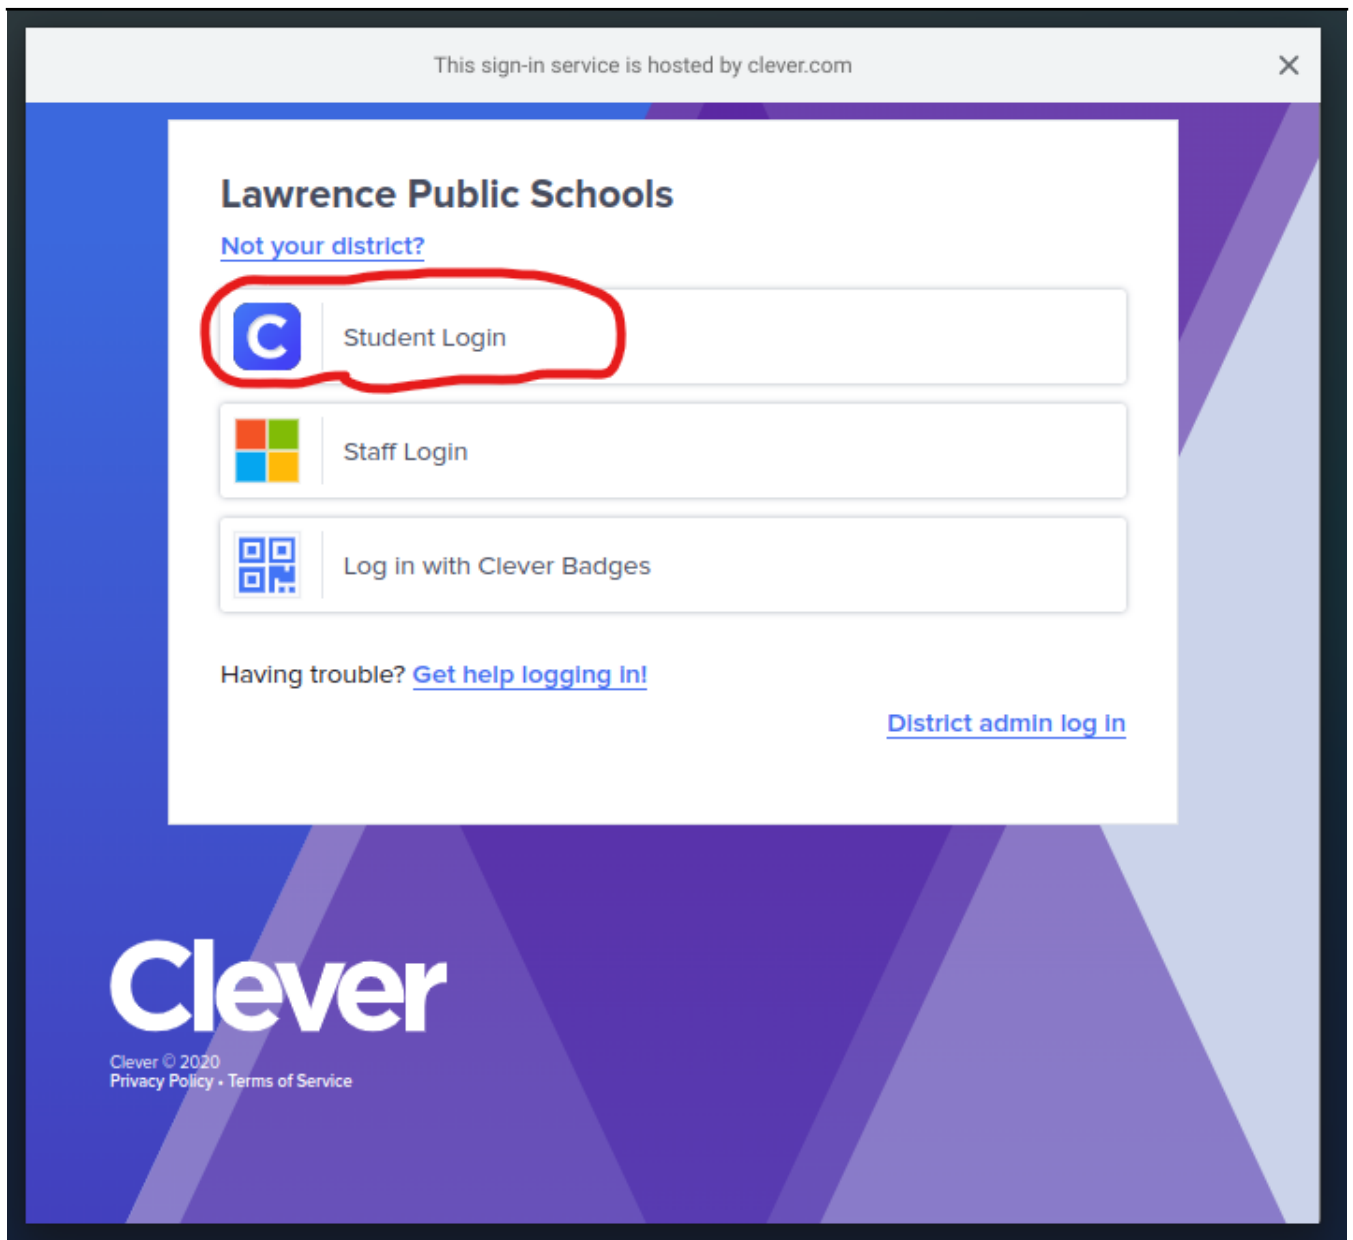 This sign-in service is hosted by clever.com
Lawrence Public Schools
Not your district?
C
Student Login
Staff Login
Log in with Clever Badges
Having trouble? Get help logging in!
District admin log in
Clever
Clever © 2020
Privacy Policy • Terms of Service